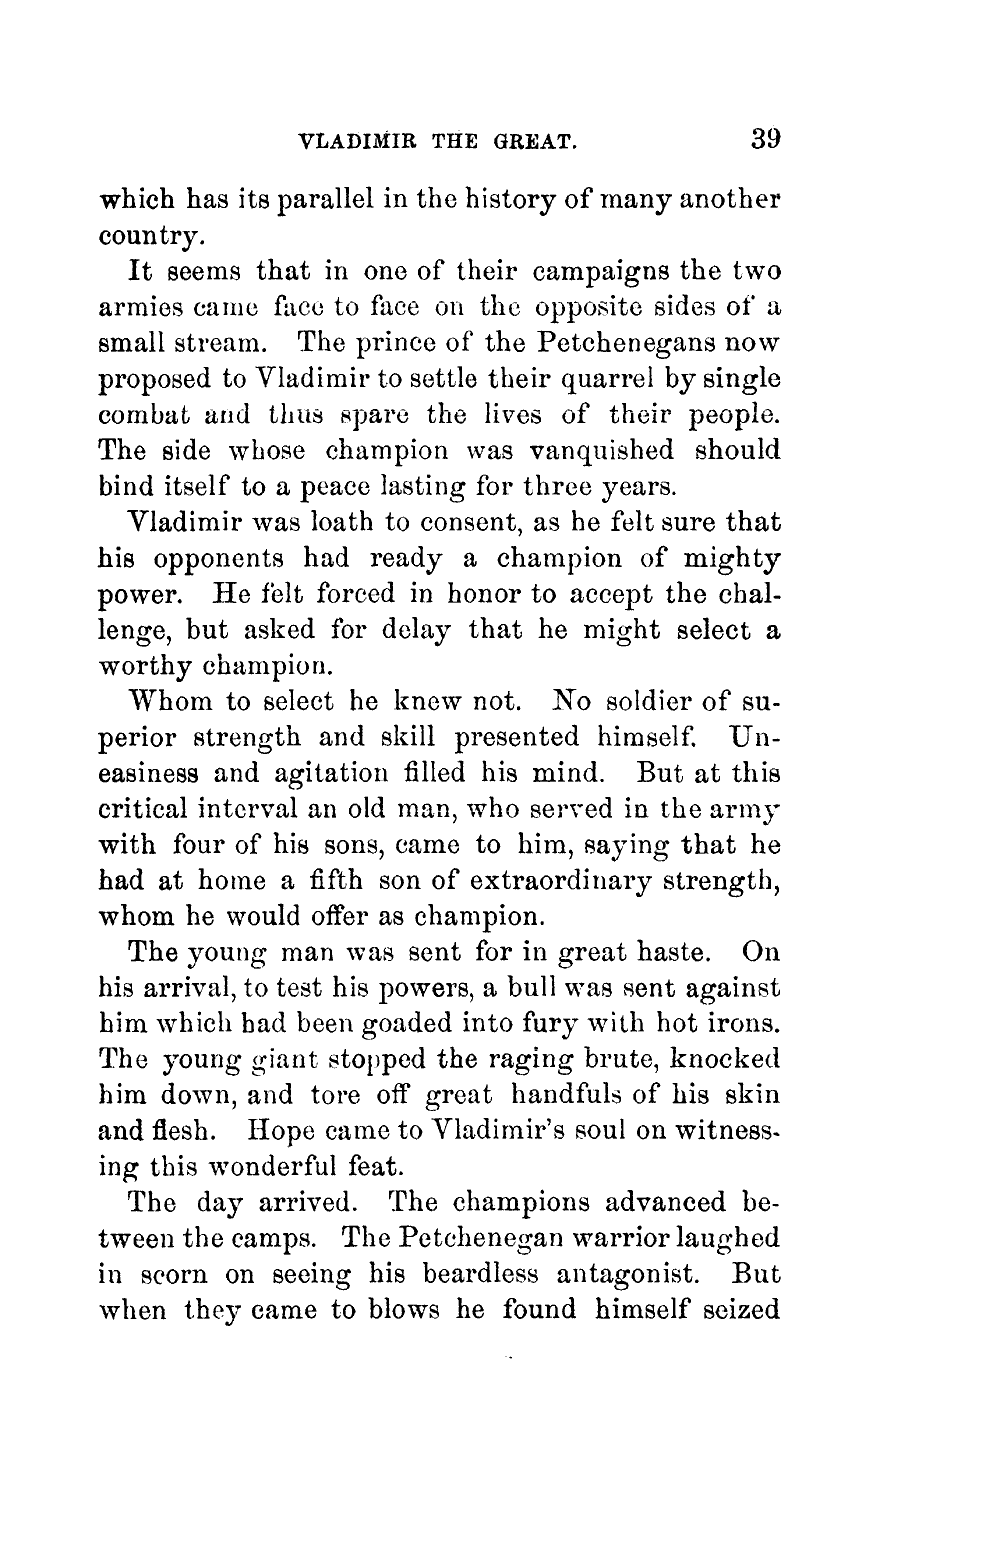 VLADIMIR THE GREAT. 39
which has its parallel in the history of many another
country.
It seems that in one of their campaigns the two
armies came face to face on the opposite sides of a
small stream. The prince of the Petchenegans now
proposed to Vladimir to settle their quarrel by single
combat and thus spare the lives of their people.
The side whose champion was vanquished should
bind itself to a peace lasting for three years.
Vladimir was loath to consent, as he felt sure that
his opponents had ready a champion of mighty
power. He felt forced in honor to accept the chal-
lenge, but asked for delay that he might select a
worthy champion.
Whom to select he knew not. No soldier of su-
perior strength and skill presented himself. Un-
easiness and agitation filled his mind. But at this
critical interval an old man, who served in the army
with four of his sons, came to him, saying that he
had at home a fifth son of extraordinary strength,
whom he would offer as champion.
The young man was sent for in great haste. On
his arrival, to test his powers, a bull was sent against
him which had been goaded into fury with hot irons.
The young giant stopped the raging brute, knocked
him down, and tore off great handfuls of his skin
and flesh. Hope came to Vladimir's soul on witness-
ing this wonderful feat.
The day arrived. The champions advanced be-
tween the camps. The Petchenegan warrior laughed
in scorn on seeing his beardless antagonist. But
when they came to blows he found himself seized